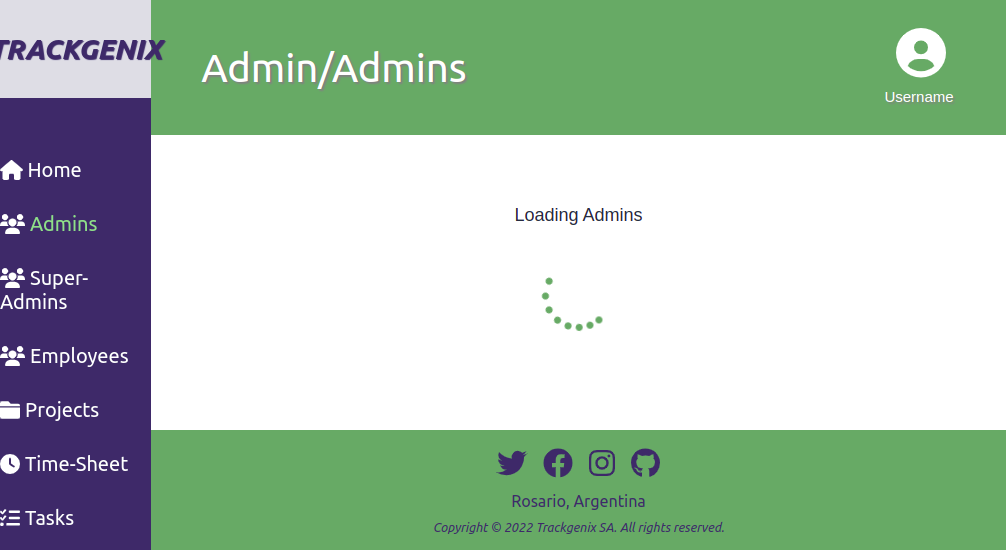 TRACKGENIX
Admin/Admins
Username
Home
Admins
Super-
Admins
Employees
Projects
Time-Sheet
Tasks
Loading Admins
Rosario, Argentina
Copyright © 2022 Trackgenix SA. All rights reserved.